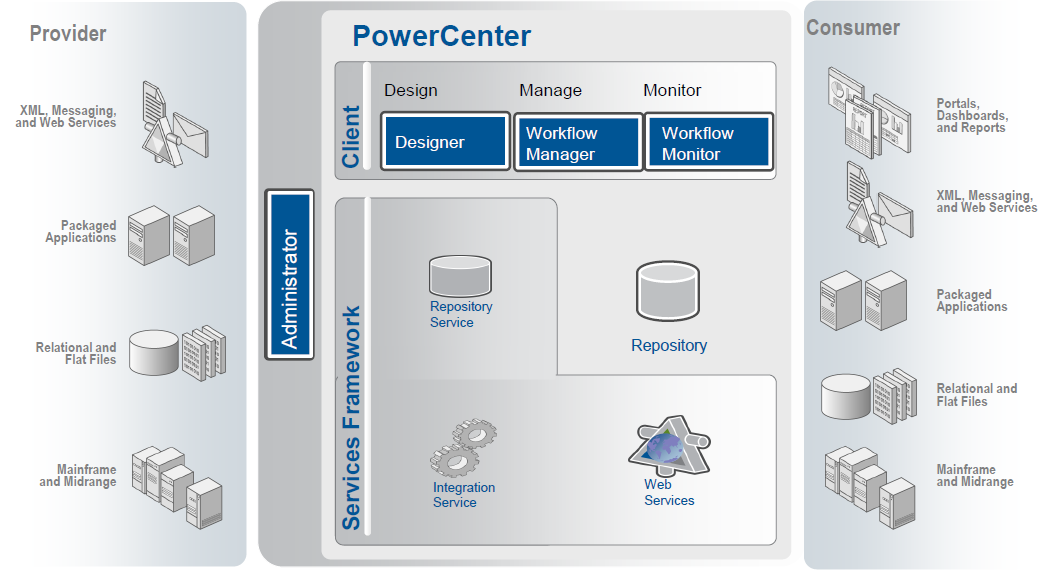 Provider
XML, Messaging,
and Web Services
Packaged
Applications
Relational and
Flat Files
Mainframe
and Midrange
PowerCenter
Client
Design
Manage
Monitor
Designer
Workflow
Manager
Workflow
Monitor
Administrator
Services Framework
Repository
Service
Repository
Integration
Service
Web
Services
Consumer
Portals,
Dashboards,
and Reports
XML, Messaging,
and Web Services
Packaged
Applications
Relational and
Flat Files
Mainframe
and Midrange